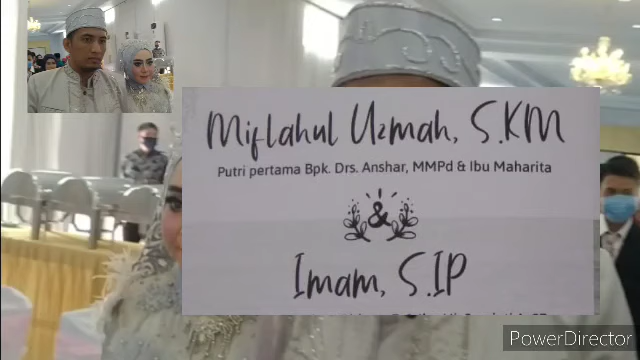 Miftahul Uzmah, S.KM
Putri pertama Bpk. Drs. Anshar, MMPd & Ibu Maharita
&
Imam, S.IP
PowerDirector